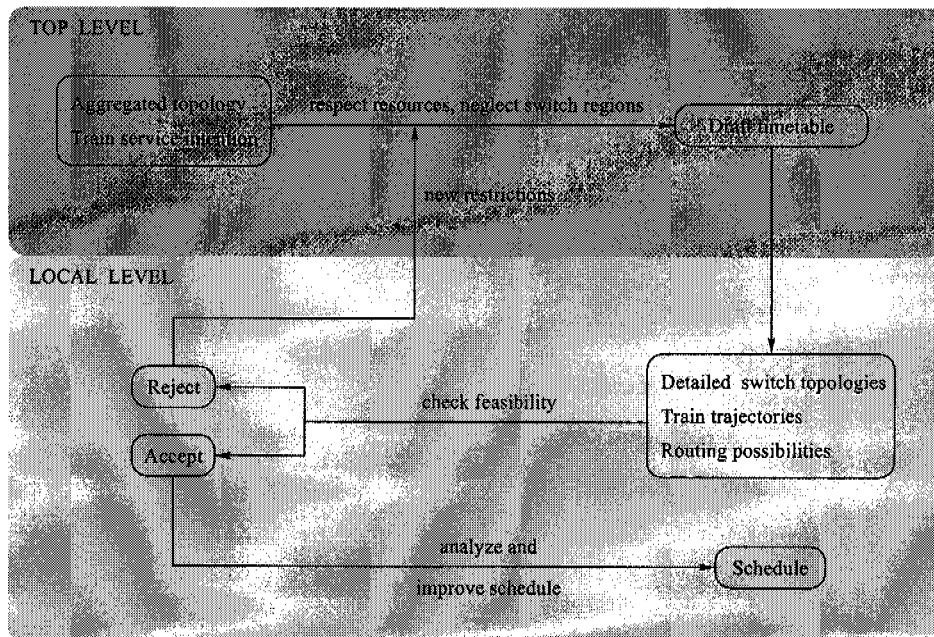 TOP LEVEL
Aggregated topology
Train service intention
respect resources, neglect switch regions
Draft timetable
new restrictions
LOCAL LEVEL
Reject
Accept
check feasibility
Detailed switch topologies
Train trajectories
Routing possibilities
analyze and
improve schedule
Schedule